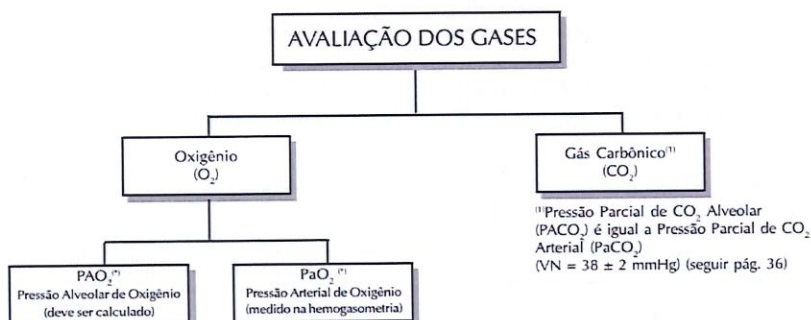 AVALIAÇÃO DOS GASES
Oxigênio
(O₂)
Gás Carbônico⁽¹⁾
(CO₂)
⁽¹⁾Pressão Parcial de CO₂ Alveolar
(PACO₂) é igual a Pressão Parcial de CO₂
Arterial (PaCO₂)
(VN = 38 ± 2 mmHg) (seguir pág. 36)
PAO₂⁽*⁾
Pressão Alveolar de Oxigênio
(deve ser calculado)
PaO₂⁽*⁾
Pressão Arterial de Oxigênio
(medido na hemogasometria)